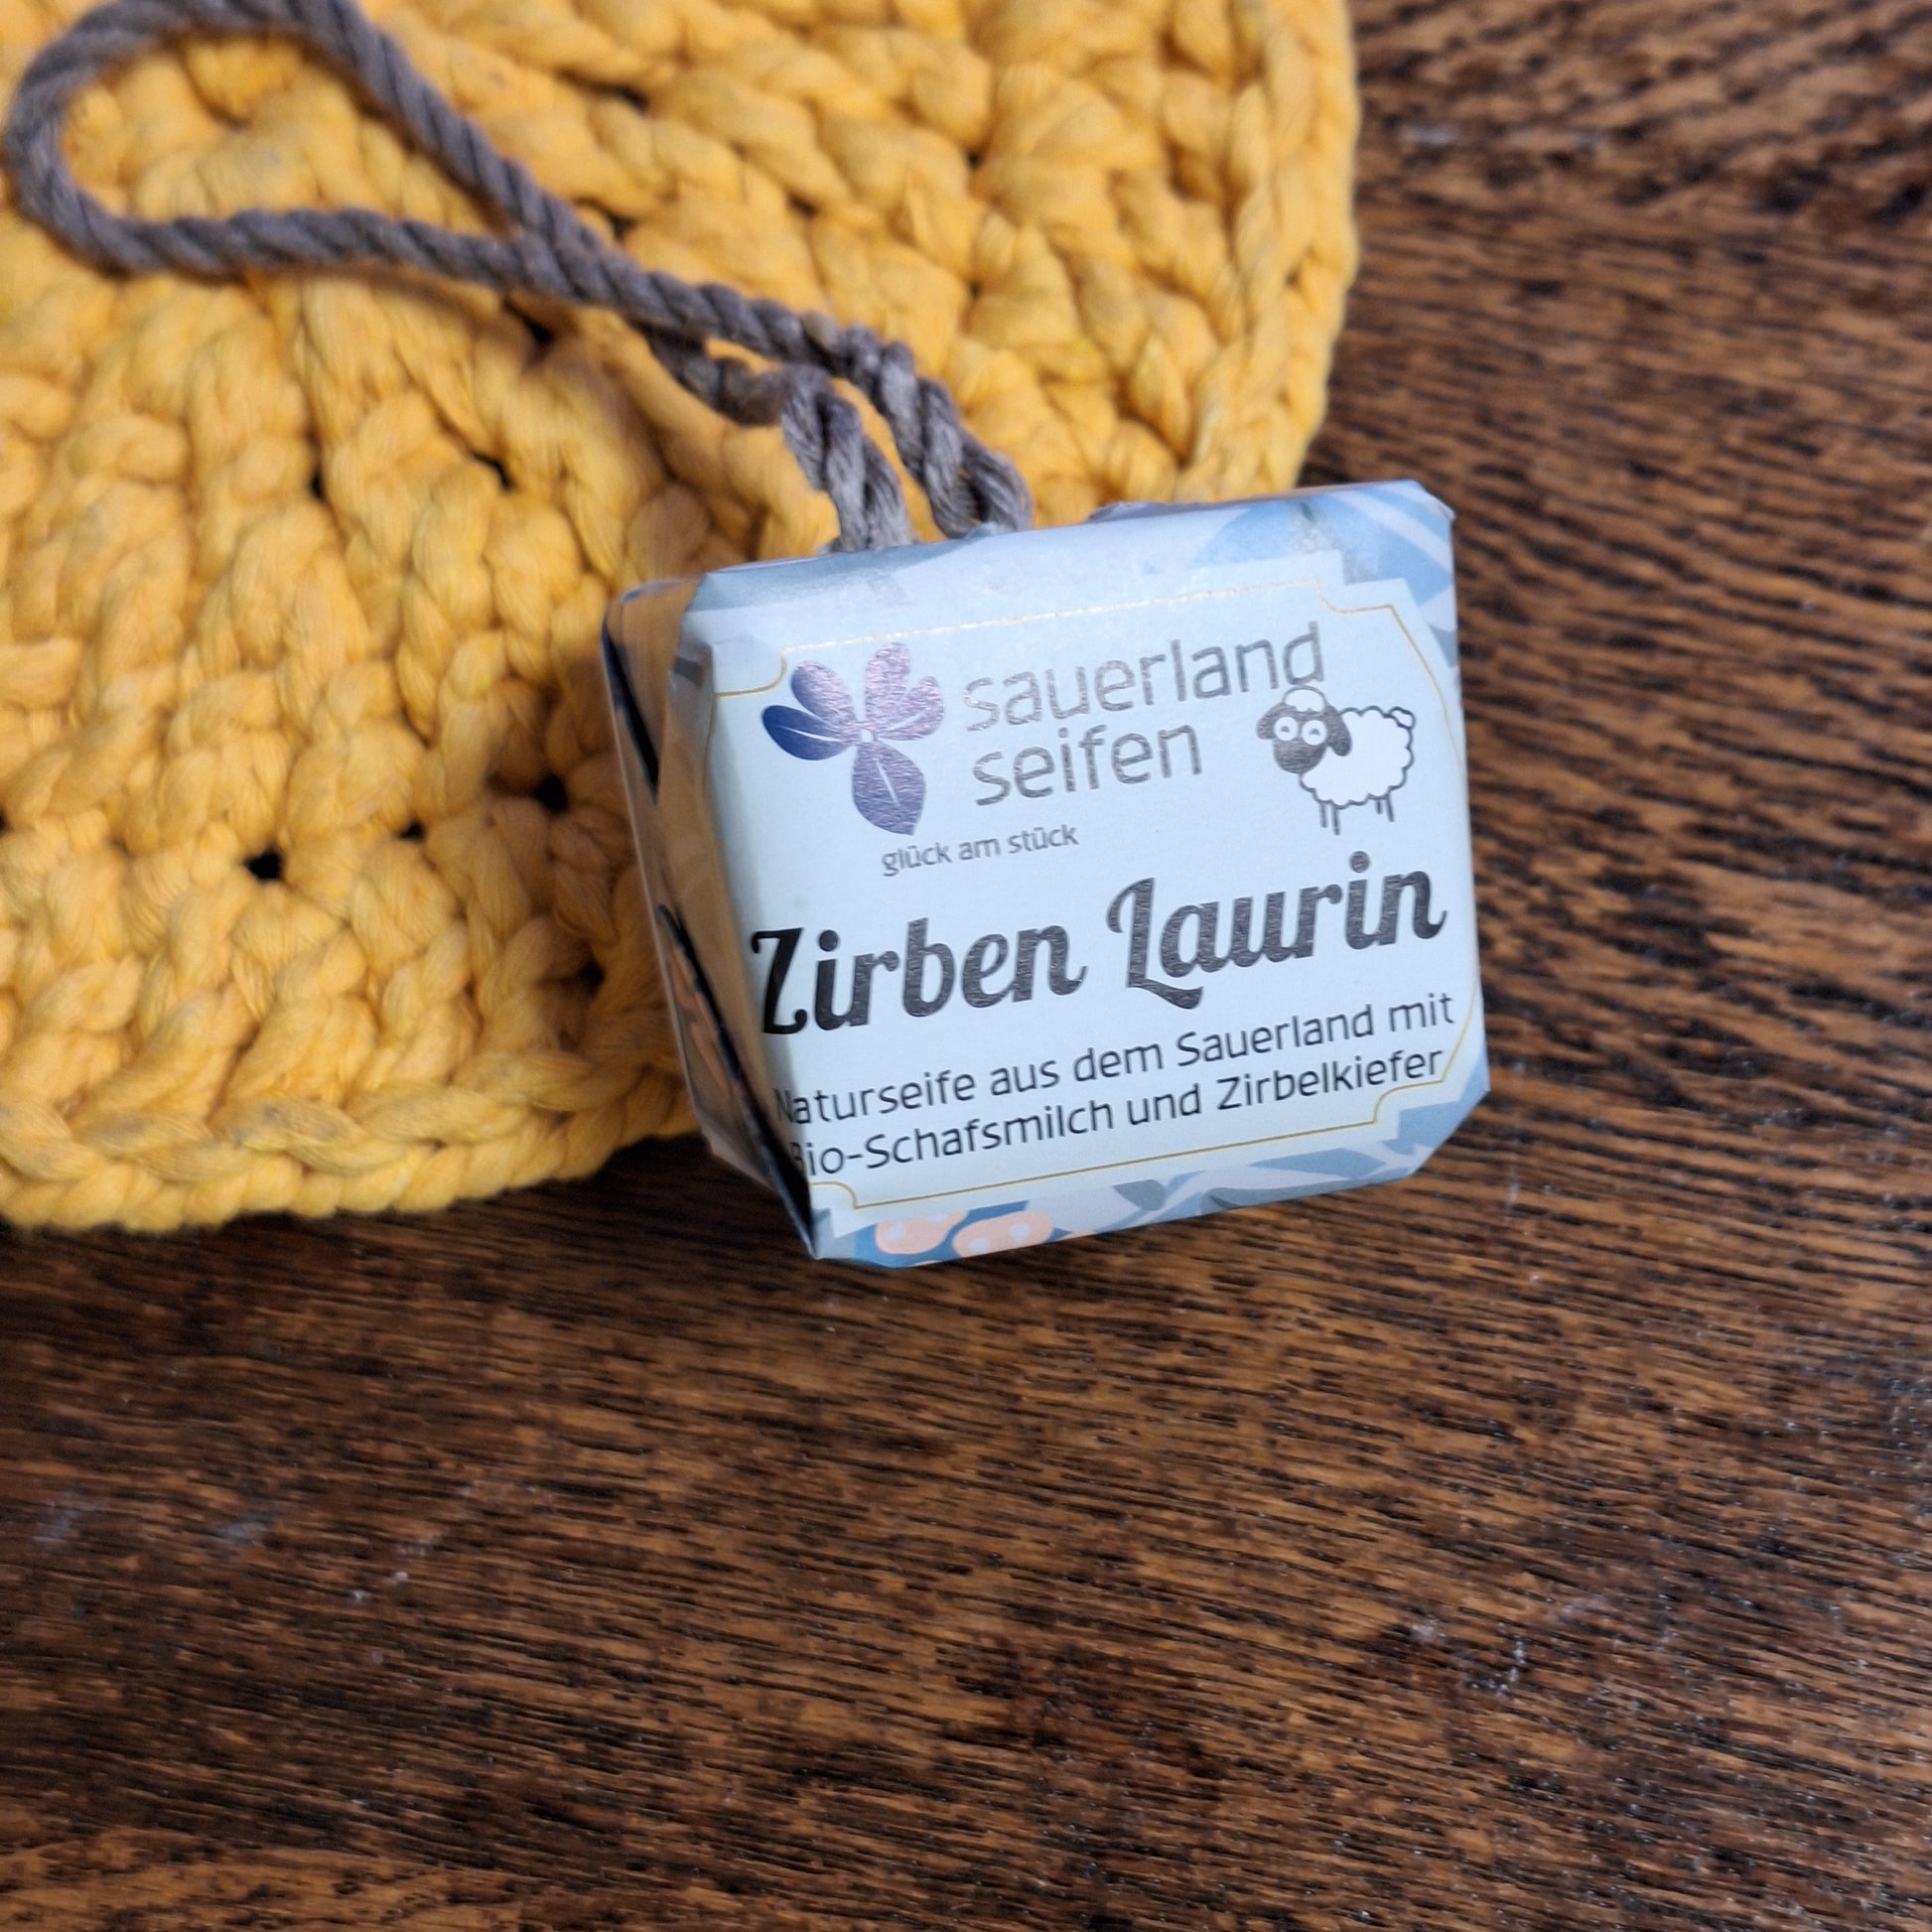 sauerland
seifen
glück am stück
Zirben Laurin
Naturseife aus dem Sauerland mit
Bio-Schafsmilch und Zirbelkiefer